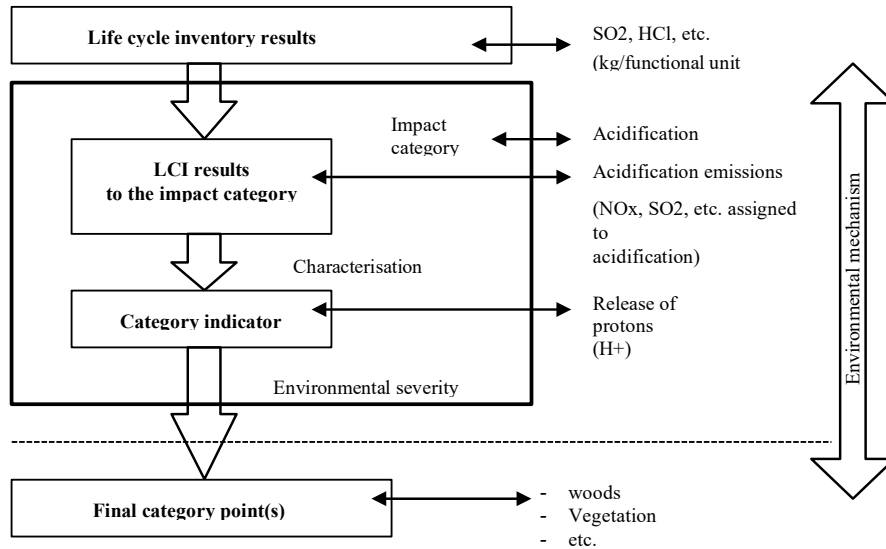 Life cycle inventory results
SO2, HCl, etc.
(kg/functional unit
Impact
category
Acidification
LCI results
to the impact category
Acidification emissions
(NOx, SO2, etc. assigned
to
acidification)
Characterisation
Category indicator
Release of
protons
(H+)
Environmental severity
Environmental mechanism
Final category point(s)
- woods
- Vegetation
- etc.